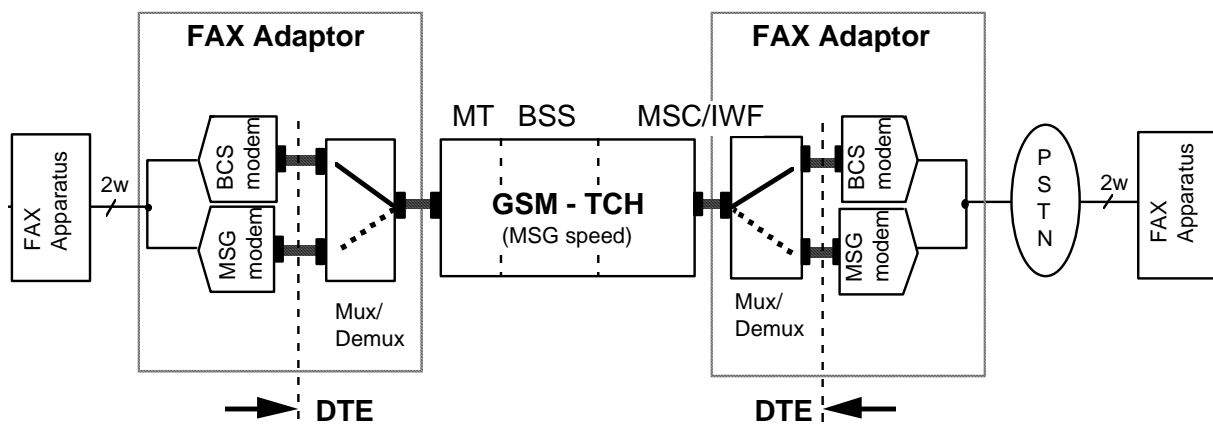 FAX Adaptor
FAX Adaptor
MT BSS MSC/IWF
FAX
Apparatus
2w
BCS
modem
MSG
modem
Mux/
Demux
GSM - TCH
(MSG speed)
Mux/
Demux
BCS
modem
MSG
modem
PSTN
2w
FAX
Apparatus
DTE
DTE